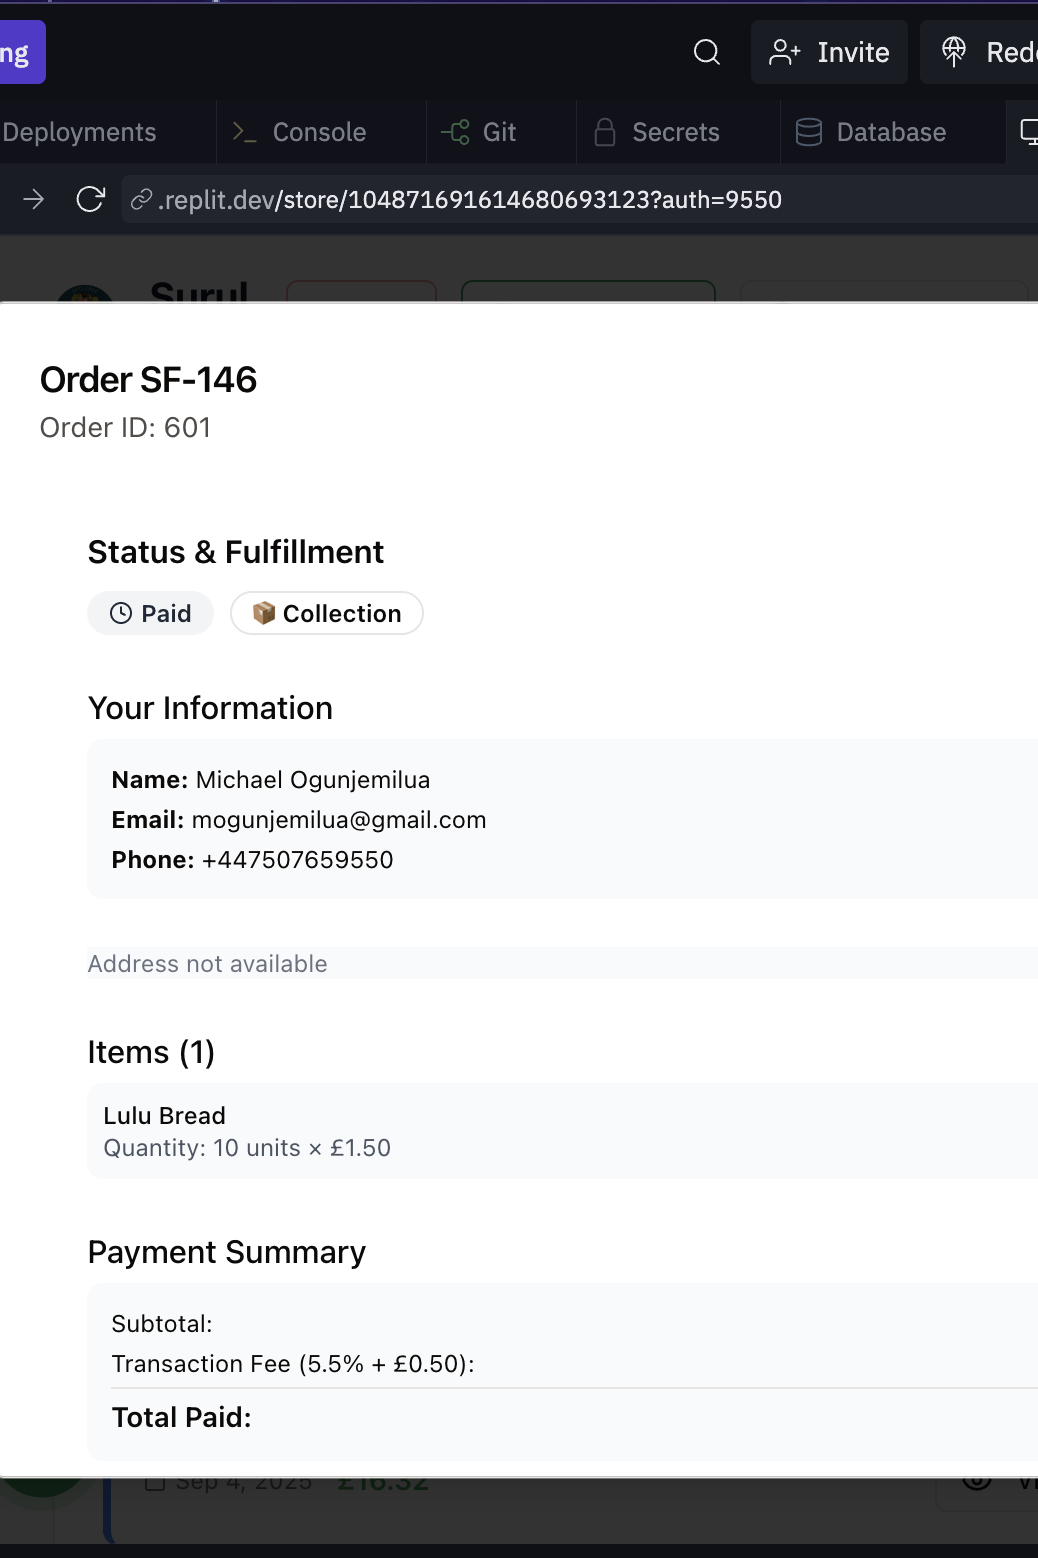 ng
Invite
Red
Deployments
Console
Git
Secrets
Database
.replit.dev/store/104871691614680693123?auth=9550
Surul
Order SF-146
Order ID: 601
Status & Fulfillment
Paid
📦 Collection
Your Information
Name: Michael Ogunjemilua
Email: mogunjemilua@gmail.com
Phone: +447507659550
Address not available
Items (1)
Lulu Bread
Quantity: 10 units × £1.50
Payment Summary
Subtotal:
Transaction Fee (5.5% + £0.50):
Total Paid:
Sep 4, 2025 £16.32